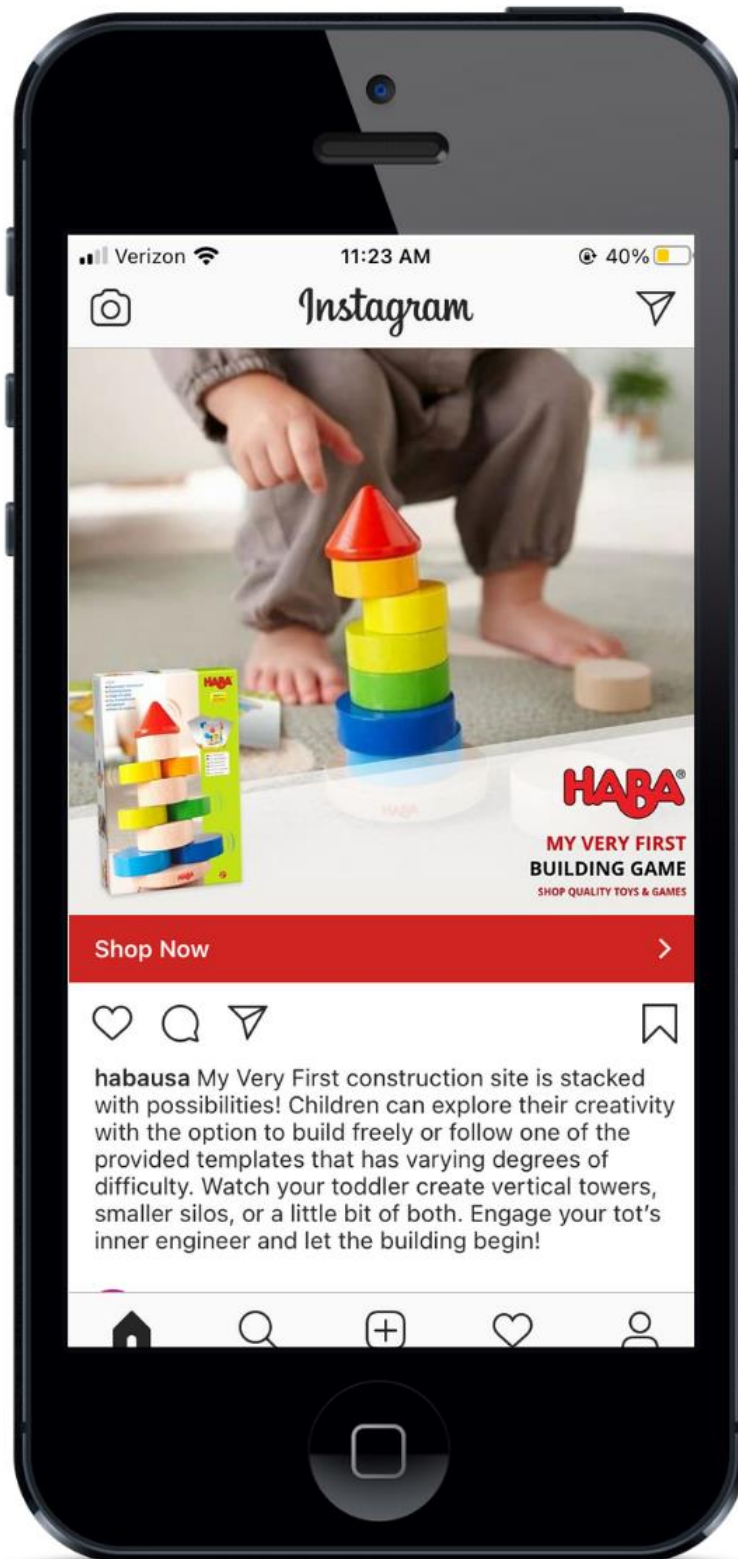 Verizon 11:23 AM 40%
Instagram
HABA
HABA
HABA
HABA®
MY VERY FIRST
BUILDING GAME
SHOP QUALITY TOYS & GAMES
Shop Now
habausa My Very First construction site is stacked
with possibilities! Children can explore their creativity
with the option to build freely or follow one of the
provided templates that has varying degrees of
difficulty. Watch your toddler create vertical towers,
smaller silos, or a little bit of both. Engage your tot's
inner engineer and let the building begin!